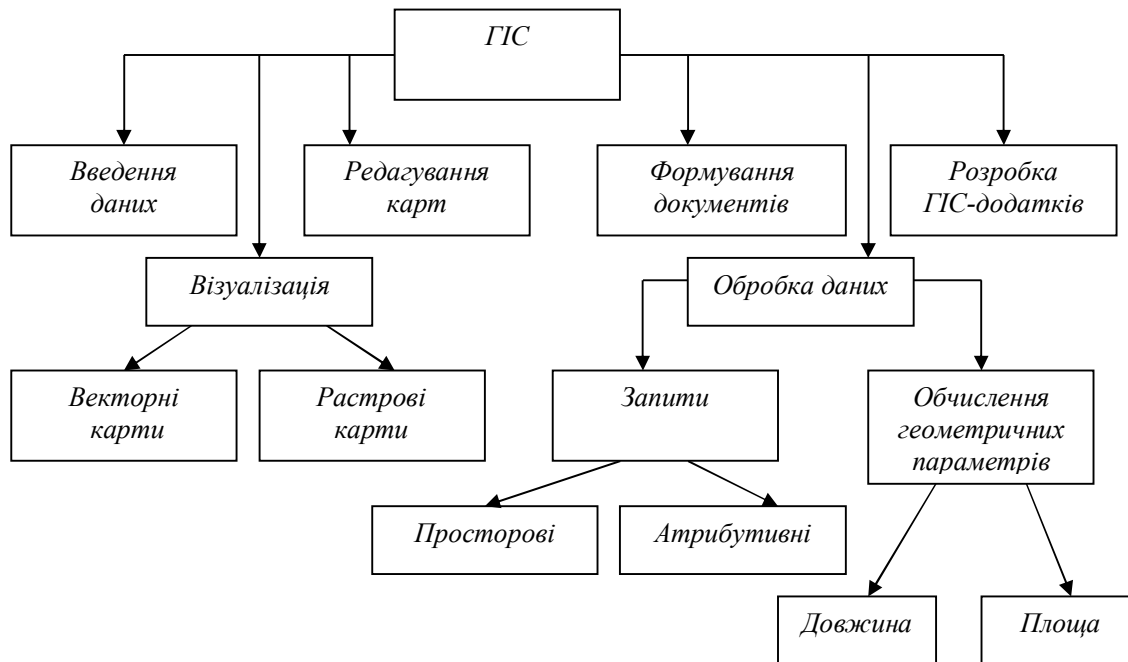 ГІС
Введення
даних
Редагування
карт
Формування
документів
Розробка
ГІС-додатків
Візуалізація
Обробка даних
Векторні
карти
Растрові
карти
Запити
Обчислення
геометричних
параметрів
Просторові
Атрибутивні
Довжина
Площа